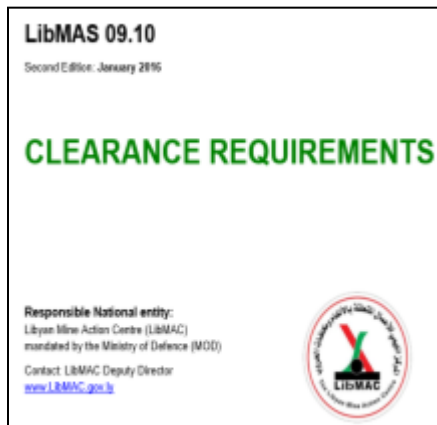 LibMAS 09.10
Second Edition: January 2016
CLEARANCE REQUIREMENTS
Responsible National entity:
Libyan Mine Action Centre (LibMAC)
mandated by the Ministry of Defence (MOD)
Contact: LibMAC Deputy Director
www.LibMAC.gov.ly
LibMAC